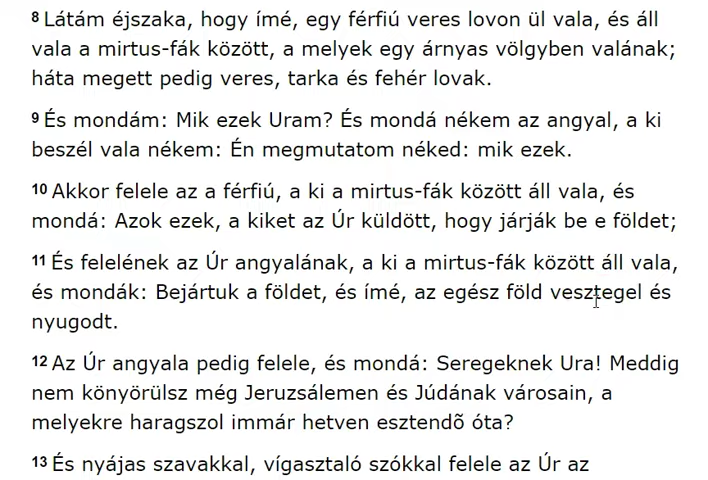 8 Látám éjszaka, hogy ímé, egy férfiú veres lovon ül vala, és áll
vala a mirtus-fák között, a melyek egy árnyas völgyben valának;
háta megett pedig veres, tarka és fehér lovak.
9 És mondám: Mik ezek Uram? És mondá nékem az angyal, a ki
beszél vala nékem: Én megmutatom néked: mik ezek.
10 Akkor felele az a férfiú, a ki a mirtus-fák között áll vala, és
mondá: Azok ezek, a kiket az Úr küldött, hogy járják be e földet;
11 És felelének az Úr angyalának, a ki a mirtus-fák között áll vala,
és mondák: Bejártuk a földet, és ímé, az egész föld vesztegel és
nyugodt.
12 Az Úr angyala pedig felele, és mondá: Seregeknek Ura! Meddig
nem könyörülsz még Jeruzsálemen és Júdának városain, a
melyekre haragszol immár hetven esztendõ óta?
13 És nyájas szavakkal, vígasztaló szókkal felele az Úr az